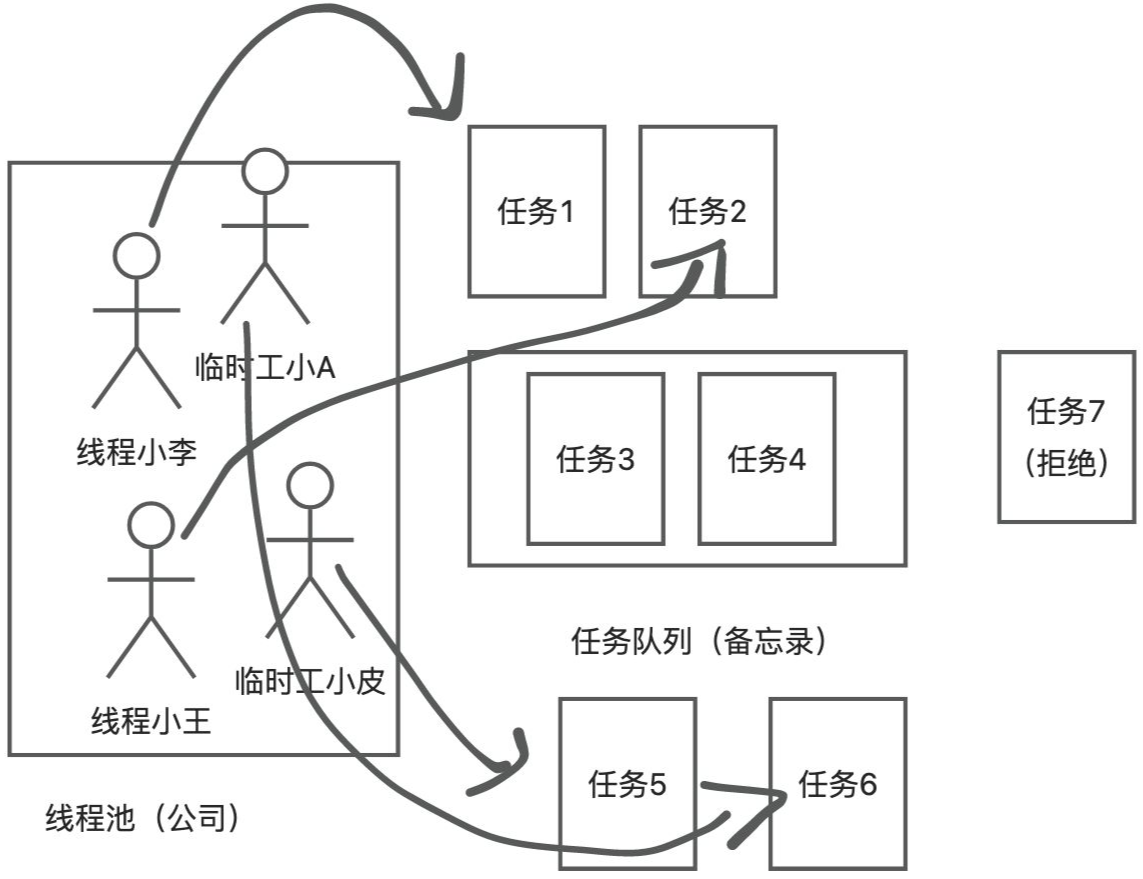 任务1
任务2
临时工小A
线程小李
任务3
任务4
任务7
（拒绝）
任务队列（备忘录）
临时工小皮
线程小王
任务5
任务6
线程池（公司）